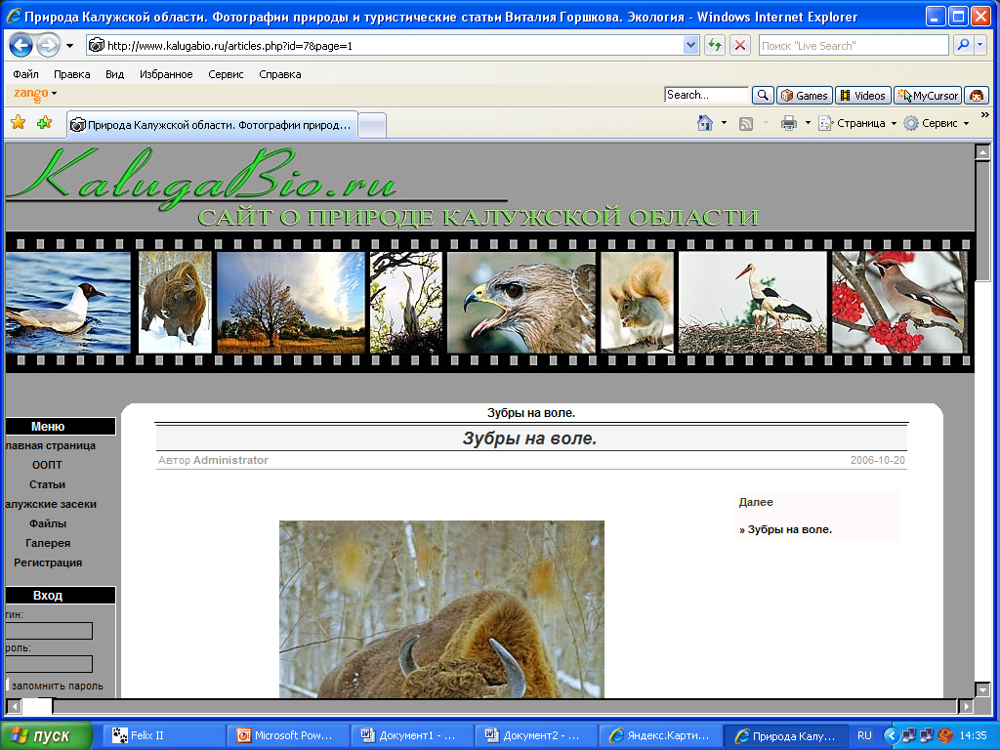 Природа Калужской области. Фотографии природы и туристические статьи Виталия Горшкова. Экология - Windows Internet Explorer
http://www.kalugabio.ru/articles.php?id=7&page=1
Поиск "Live Search"
Файл Правка Вид Избранное Сервис Справка
zango
Search... Games Videos MyCursor
Природа Калужской области. Фотографии природ...
Страница Сервис »
KalugaBio.ru
САЙТ О ПРИРОДЕ КАЛУЖСКОЙ ОБЛАСТИ
Зубры на воле.
Меню
Зубры на воле.
лавная страница
Автор Administrator 2006-10-20
ООПТ
Статьи
алужские засеки
Файлы
Галерея
Регистрация
Далее
» Зубры на воле.
Вход
гин:
роль:
запомнить пароль
пуск
Felix II
Microsoft Pow...
Документ1 - ...
Документ2 - ...
Яндекс.Карти...
Природа Калу...
RU
14:35